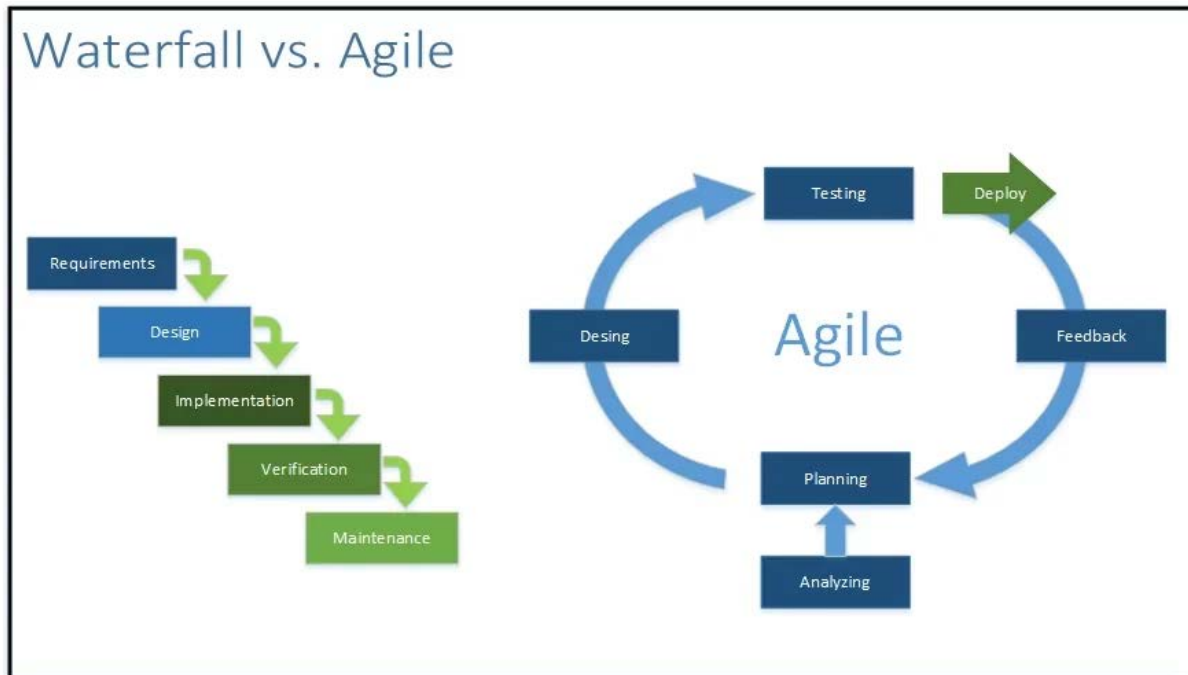 Waterfall vs. Agile
Requirements
Design
Implementation
Verification
Maintenance
Testing
Deploy
Desing
Agile
Feedback
Planning
Analyzing